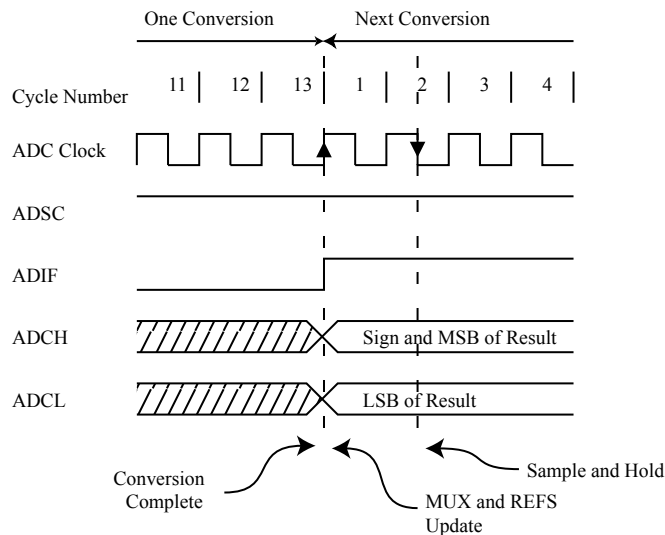 One Conversion Next Conversion
Cycle Number 11 12 13 1 2 3 4
ADC Clock
ADSC
ADIF
ADCH Sign and MSB of Result
ADCL LSB of Result
Conversion
Complete
MUX and REFS
Update
Sample and Hold